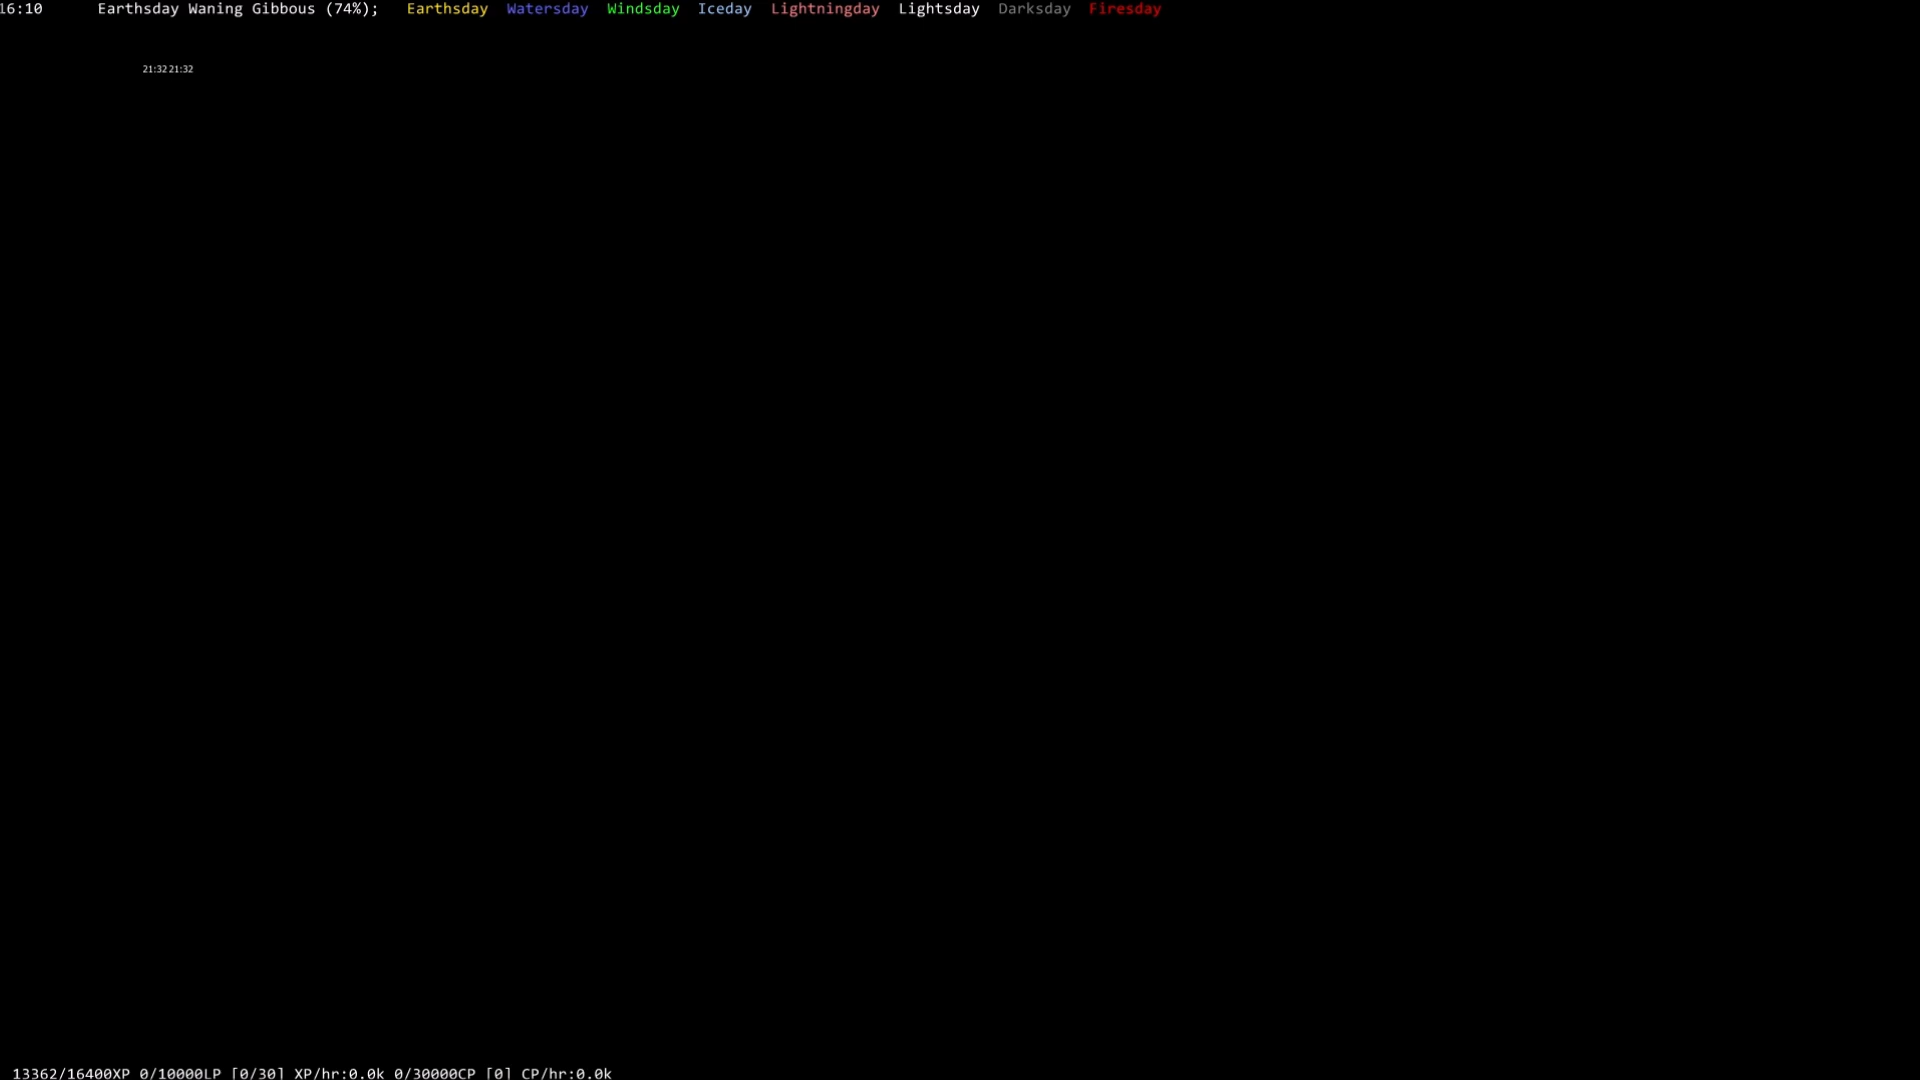 16:10 Earthsday Waning Gibbous (74%); Earthsday Watersday Windsday Iceday Lightningday Lightsday Darksday Firesday
21:32 21:32
13362/16400XP 0/10000LP [0/30] XP/hr:0.0k 0/30000CP [0] CP/hr:0.0k